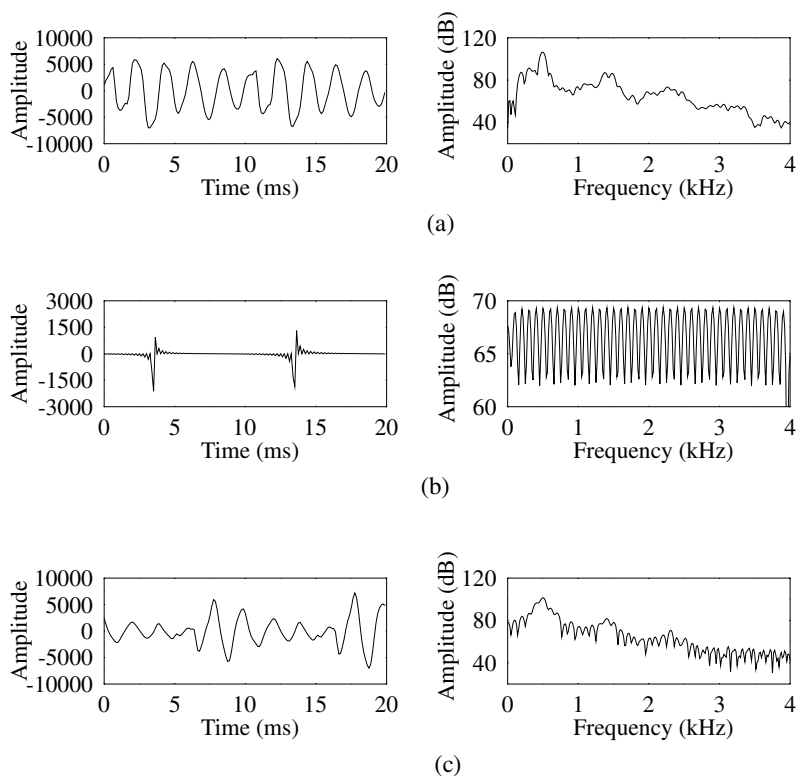 10000
5000
0
-5000
-10000
Amplitude
0 5 10 15 20
Time (ms)
120
80
40
Amplitude (dB)
0 1 2 3 4
Frequency (kHz)
(a)
3000
1500
0
-1500
-3000
Amplitude
0 5 10 15 20
Time (ms)
70
65
60
Amplitude (dB)
0 1 2 3 4
Frequency (kHz)
(b)
10000
5000
0
-5000
-10000
Amplitude
0 5 10 15 20
Time (ms)
120
80
40
Amplitude (dB)
0 1 2 3 4
Frequency (kHz)
(c)